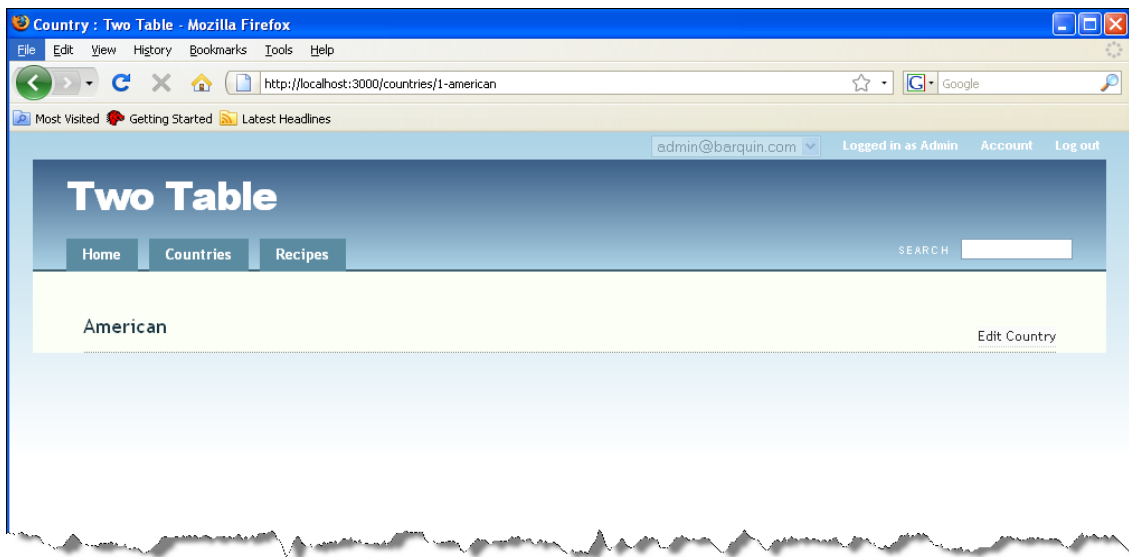 Country : Two Table - Mozilla Firefox
File Edit View History Bookmarks Tools Help
http://localhost:3000/countries/1-american
G Google
Most Visited Getting Started Latest Headlines
admin@barquin.com Logged in as Admin Account Log out
Two Table
Home Countries Recipes
SEARCH
American
Edit Country